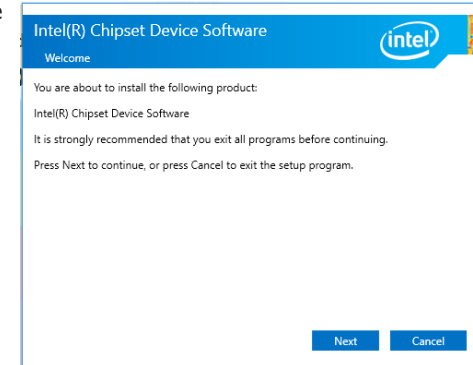 e
Intel(R) Chipset Device Software
intel
Welcome
You are about to install the following product:
Intel(R) Chipset Device Software
It is strongly recommended that you exit all programs before continuing.
Press Next to continue, or press Cancel to exit the setup program.
Next Cancel